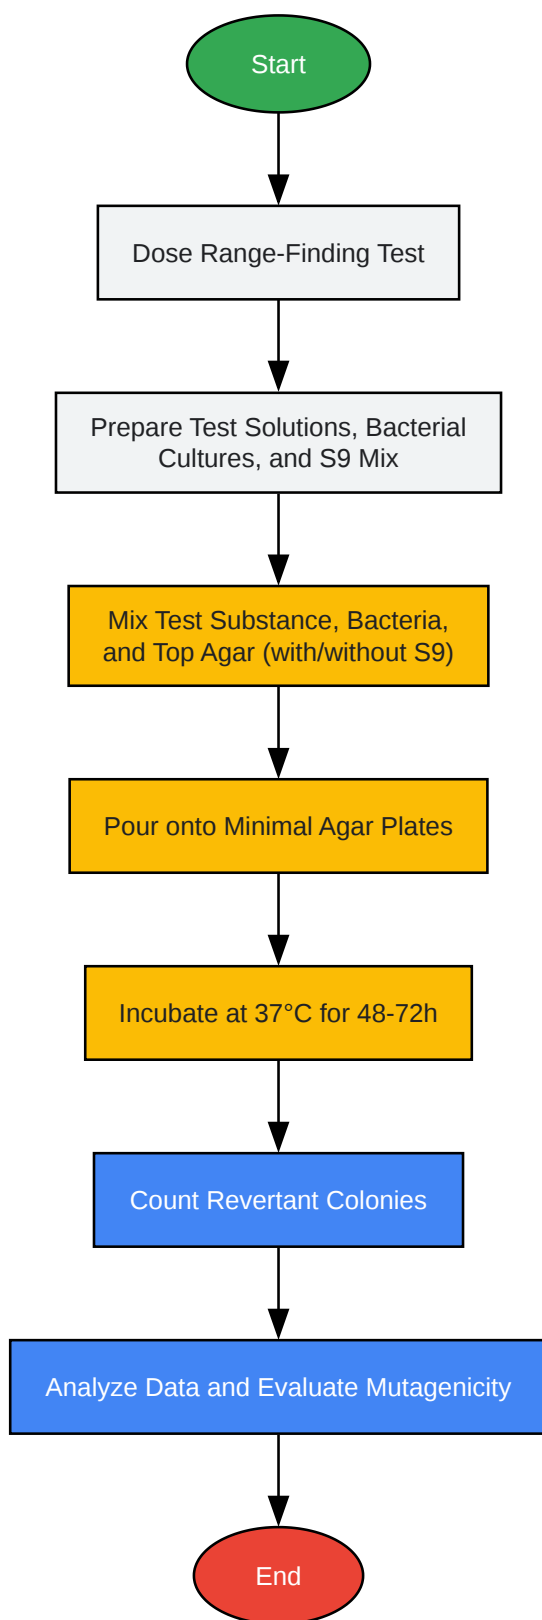 Start
Dose Range-Finding Test
Prepare Test Solutions, Bacterial
Cultures, and S9 Mix
Mix Test Substance, Bacteria,
and Top Agar (with/without S9)
Pour onto Minimal Agar Plates
Incubate at 37°C for 48-72h
Count Revertant Colonies
Analyze Data and Evaluate Mutagenicity
End